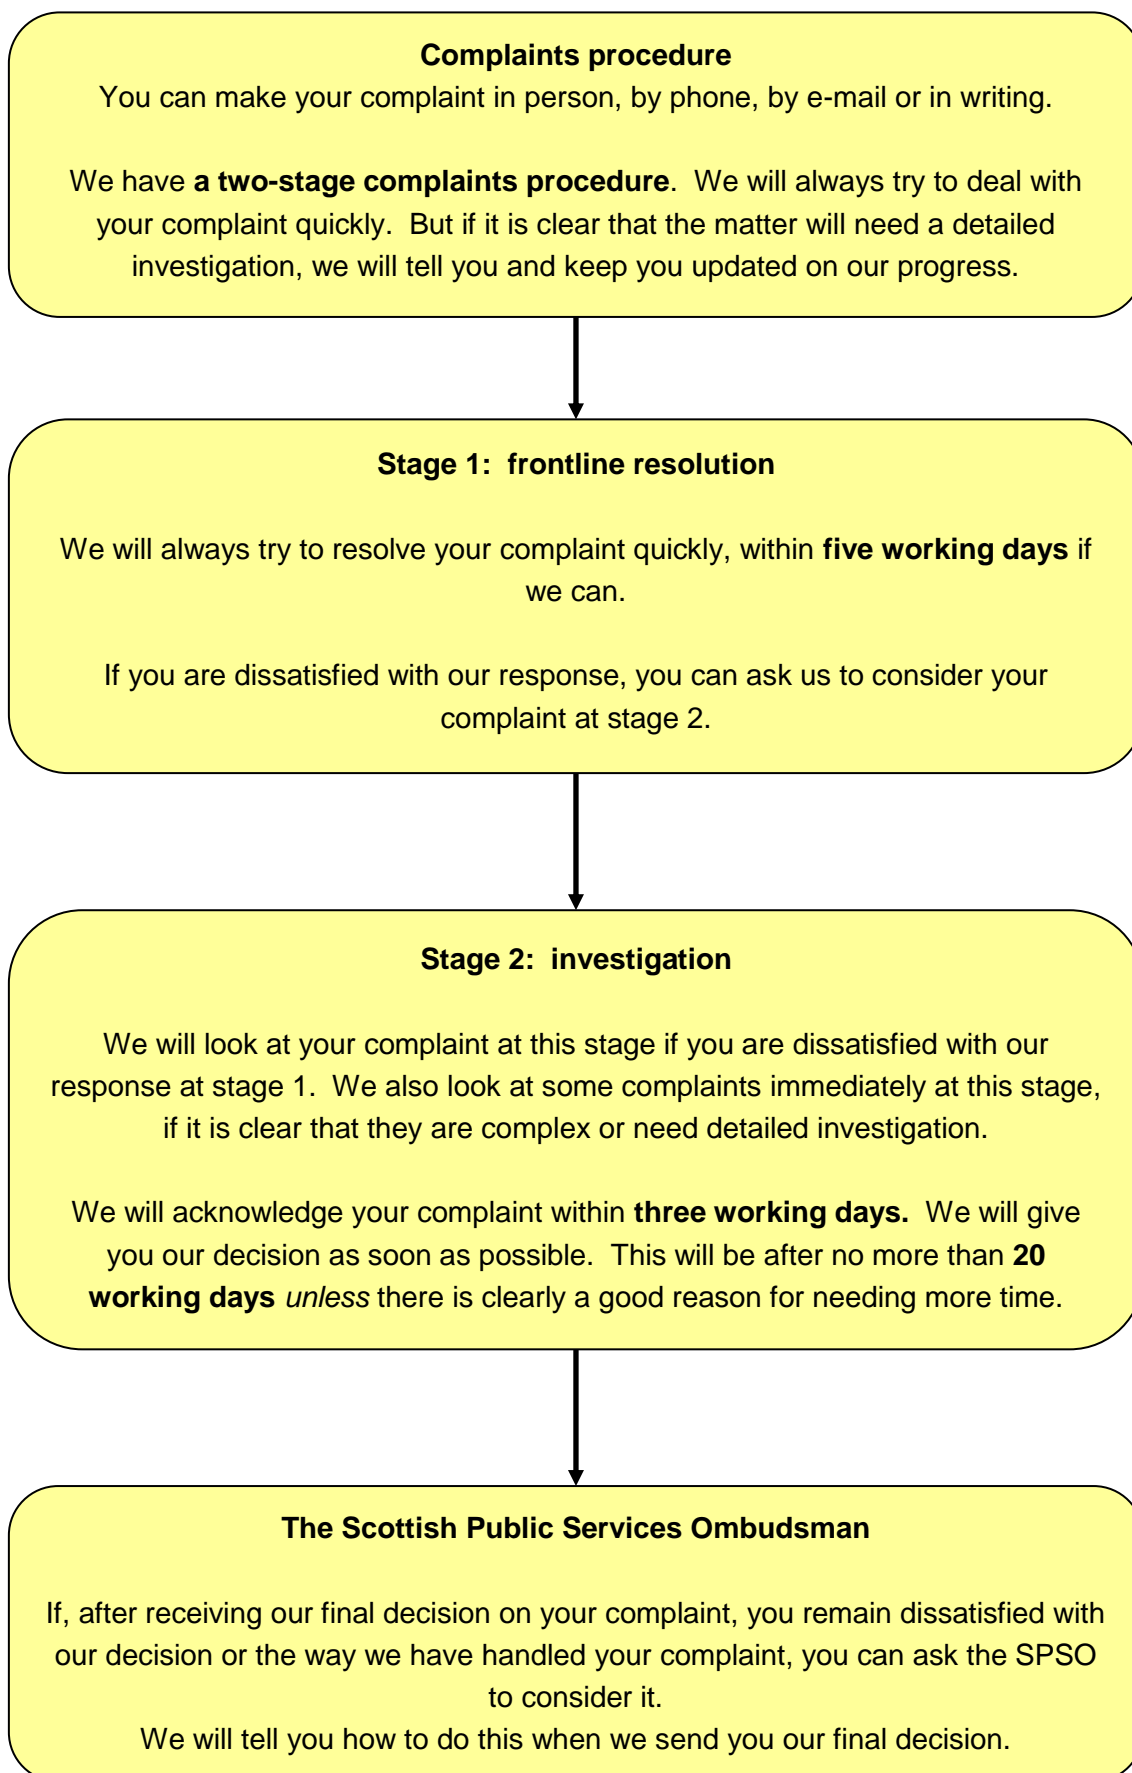 Complaints procedure
You can make your complaint in person, by phone, by e-mail or in writing.
We have a two-stage complaints procedure.  We will always try to deal with
your complaint quickly.  But if it is clear that the matter will need a detailed
investigation, we will tell you and keep you updated on our progress.
Stage 1:  frontline resolution
We will always try to resolve your complaint quickly, within five working days if
we can.
If you are dissatisfied with our response, you can ask us to consider your
complaint at stage 2.
Stage 2:  investigation
We will look at your complaint at this stage if you are dissatisfied with our
response at stage 1.  We also look at some complaints immediately at this stage,
if it is clear that they are complex or need detailed investigation.
We will acknowledge your complaint within three working days.  We will give
you our decision as soon as possible.  This will be after no more than 20
working days unless there is clearly a good reason for needing more time.
The Scottish Public Services Ombudsman
If, after receiving our final decision on your complaint, you remain dissatisfied with
our decision or the way we have handled your complaint, you can ask the SPSO
to consider it.
We will tell you how to do this when we send you our final decision.